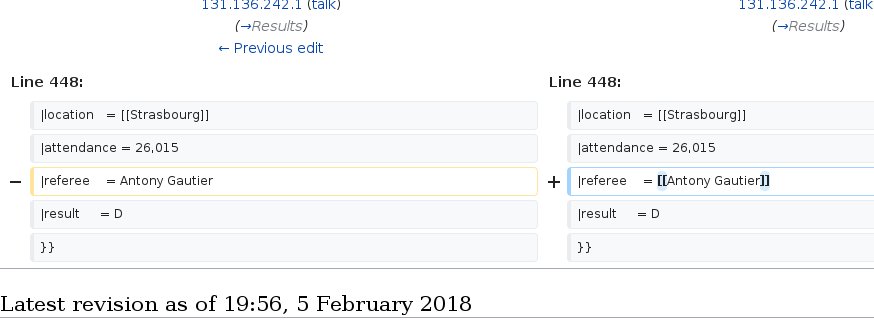 131.136.242.1 (talk)
(→Results)
← Previous edit
131.136.242.1 (talk
(→Results)
Line 448:
|location = [[Strasbourg]]
|attendance = 26,015
− |referee = Antony Gautier
|result = D
}}
Line 448:
|location = [[Strasbourg]]
|attendance = 26,015
+ |referee = [[Antony Gautier]]
|result = D
}}
Latest revision as of 19:56, 5 February 2018